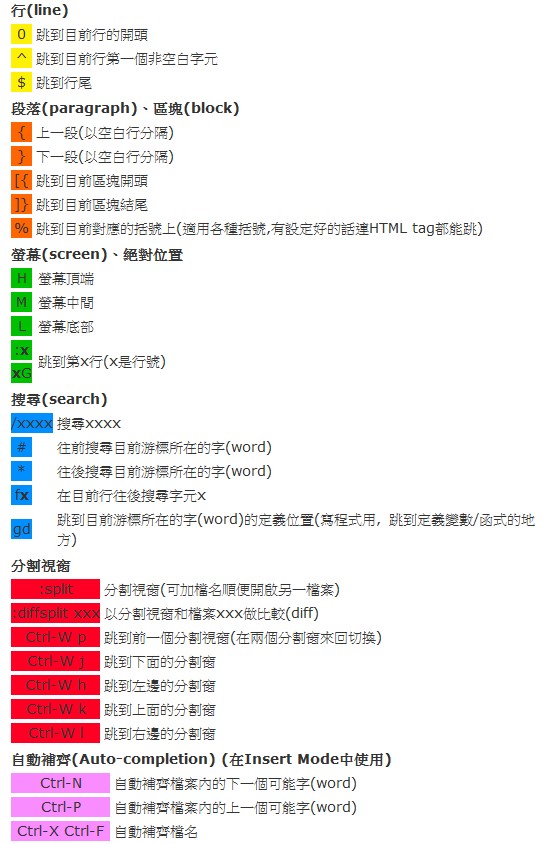 行(line)
0 跳到目前行的開頭
^ 跳到目前行第一個非空白字元
$ 跳到行尾
段落(paragraph)、區塊(block)
{ 上一段(以空白行分隔)
} 下一段(以空白行分隔)
[{ 跳到目前區塊開頭
]} 跳到目前區塊結尾
% 跳到目前對應的括號上(適用各種括號,有設定好的話連HTML tag都能跳)
螢幕(screen)、絕對位置
H 螢幕頂端
M 螢幕中間
L 螢幕底部
:x
跳到第x行(x是行號)
xG
搜尋(search)
/xxxx 搜尋xxxx
# 往前搜尋目前游標所在的字(word)
* 往後搜尋目前游標所在的字(word)
fx 在目前行往後搜尋字元x
gd 跳到目前游標所在的字(word)的定義位置(寫程式用，跳到定義變數/函式的地
方)
分割視窗
:split 分割視窗(可加檔名順便開啟另一檔案)
:diffsplit xxx 以分割視窗和檔案xxx做比較(diff)
Ctrl-W p 跳到前一個分割視窗(在兩個分割窗來回切換)
Ctrl-W j 跳到下面的分割窗
Ctrl-W h 跳到左邊的分割窗
Ctrl-W k 跳到上面的分割窗
Ctrl-W l 跳到右邊的分割窗
自動補齊(Auto-completion) (在Insert Mode中使用)
Ctrl-N 自動補齊檔案內的下一個可能字(word)
Ctrl-P 自動補齊檔案內的上一個可能字(word)
Ctrl-X Ctrl-F 自動補齊檔名